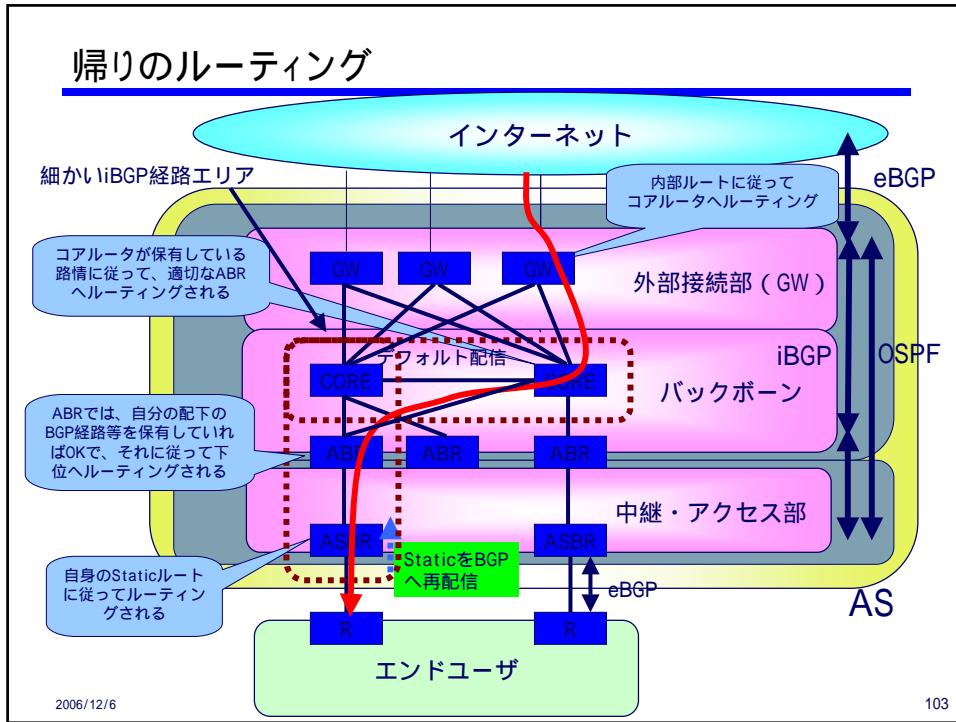 帰りのルーティング
インターネット
細かいiBGP経路エリア
内部ルートに従って
コアルータへルーティング
eBGP
コアルータが保有している
路情に従って、適切なABR
へルーティングされる
GW
GW
GW
外部接続部（GW）
デフォルト配信
iBGP
OSPF
CORE
CORE
バックボーン
ABRでは、自分の配下の
BGP経路等を保有していれ
ばOKで、それに従って下
位へルーティングされる
ABR
ABR
ABR
中継・アクセス部
ASBR
ASBR
StaticをBGP
へ再配信
自身のStaticルート
に従ってルーティン
グされる
eBGP
AS
R
R
エンドユーザ
2006/12/6
103